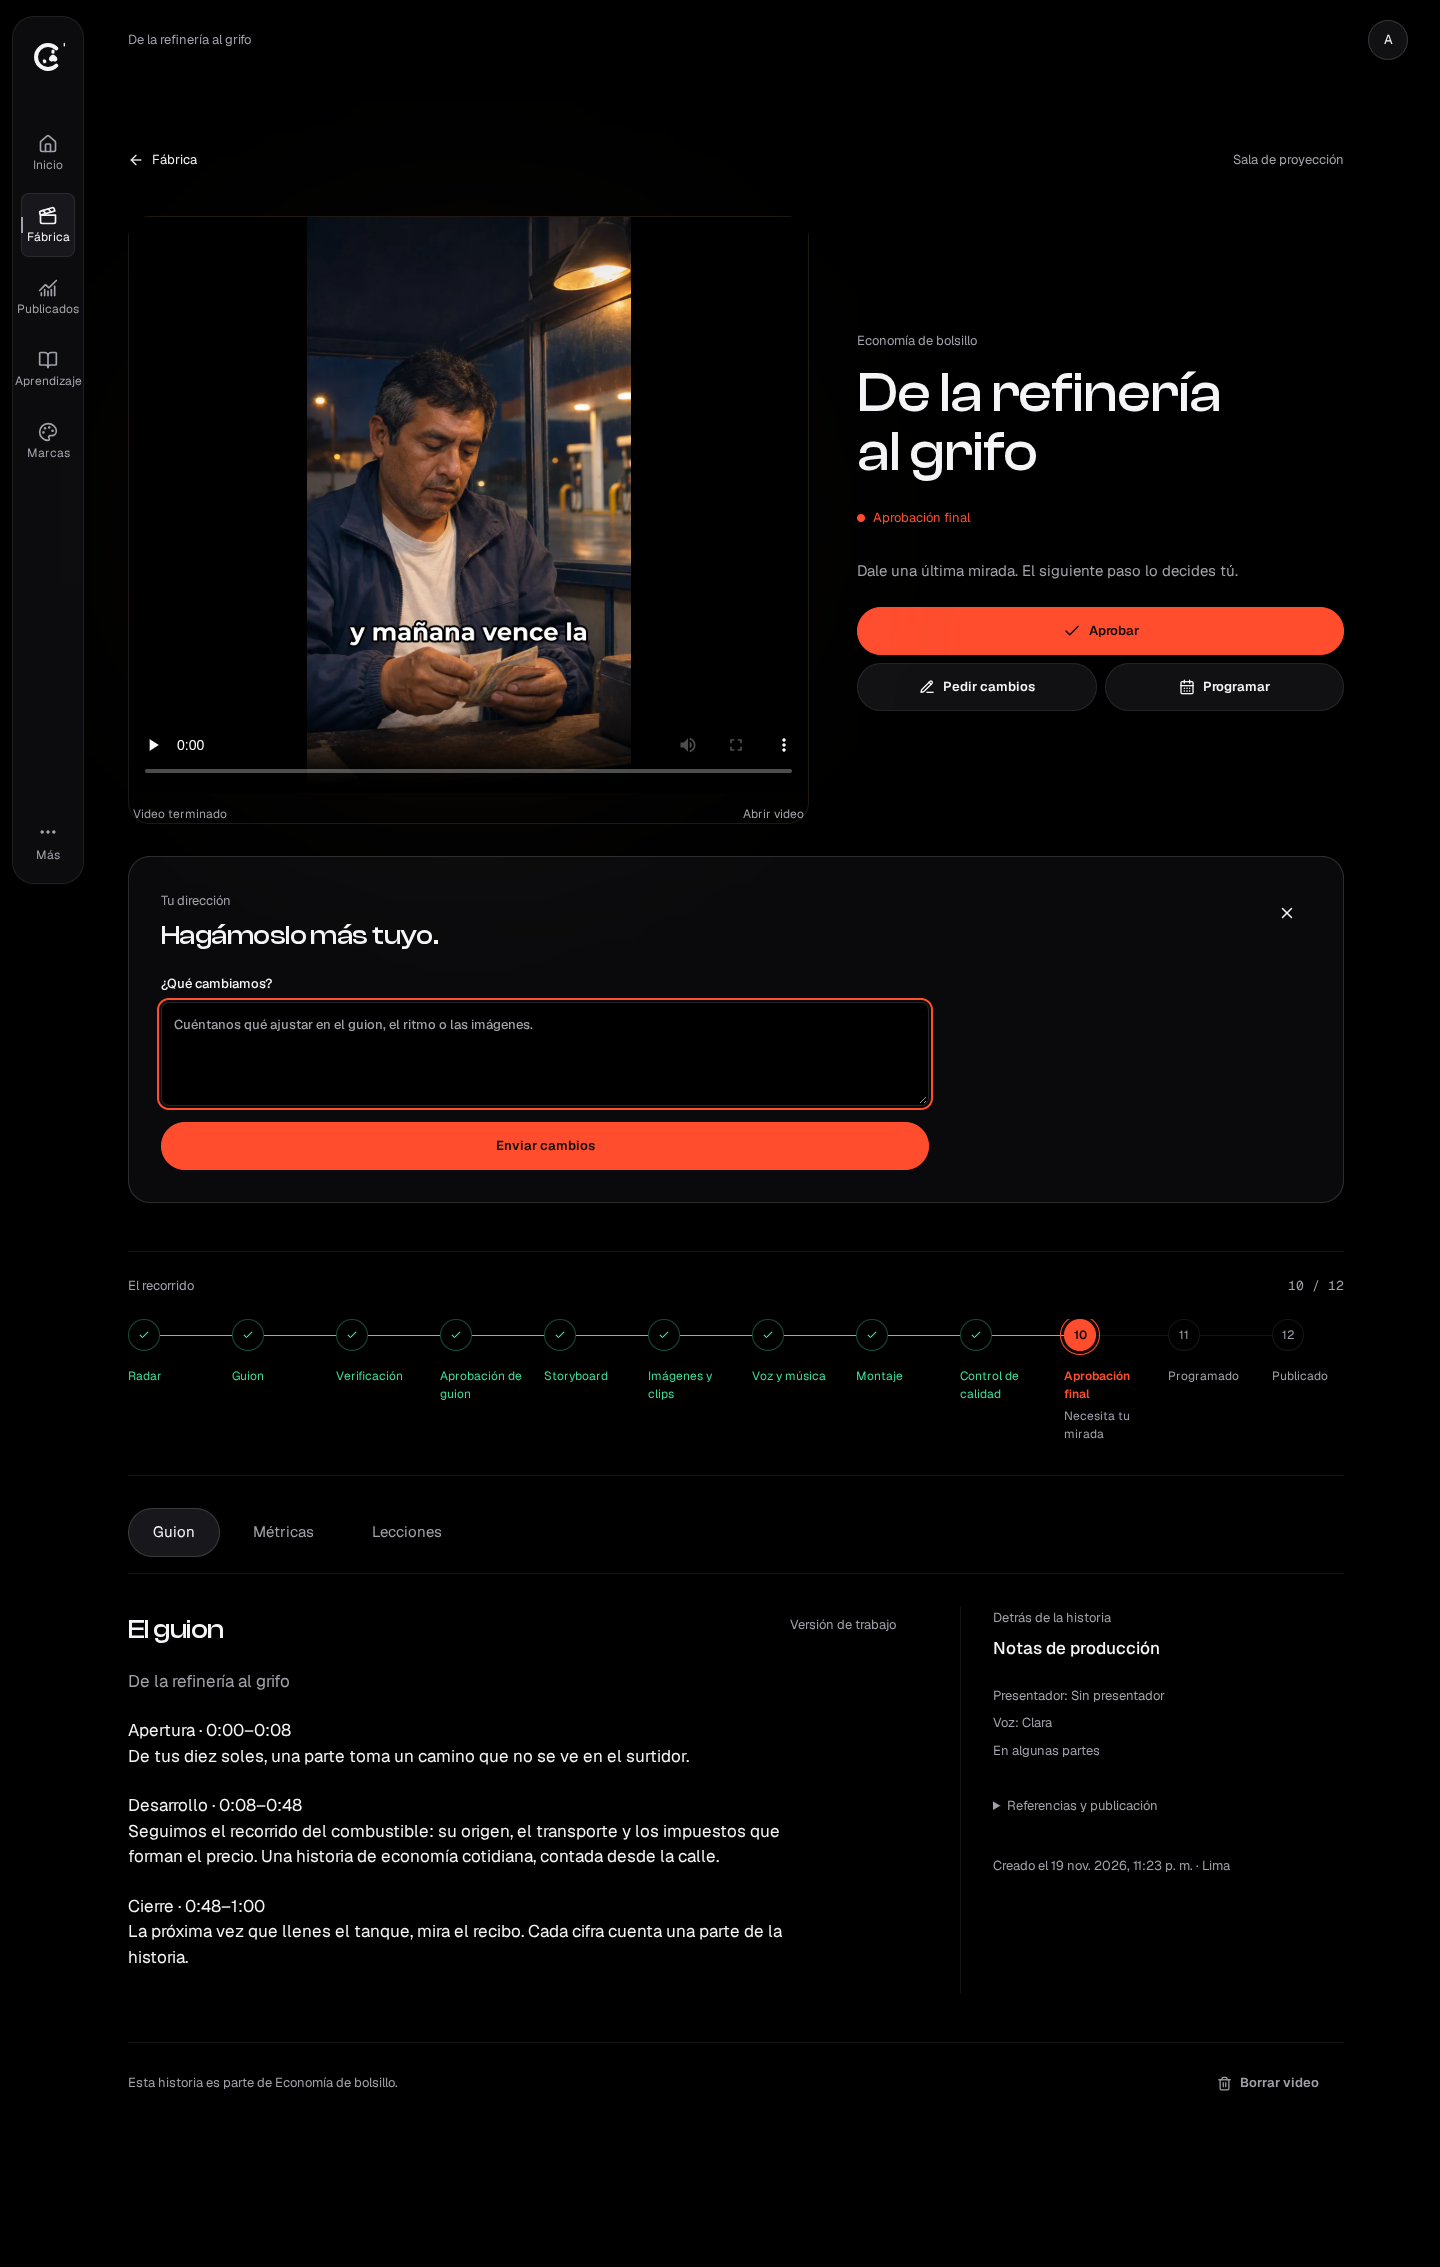 De la refinería al grifo
A
Inicio
Fábrica
Publicados
Aprendizaje
Marcas
Más
Fábrica
Sala de proyección
y mañana vence la
0:00
Video terminado
Abrir video
Economía de bolsillo
De la refinería
al grifo
Aprobación final
Dale una última mirada. El siguiente paso lo decides tú.
Aprobar
Pedir cambios
Programar
Tu dirección
Hagámoslo más tuyo.
¿Qué cambiamos?
Cuéntanos qué ajustar en el guion, el ritmo o las imágenes.
Enviar cambios
El recorrido
10 / 12
Radar
Guion
Verificación
Aprobación de
guion
Storyboard
Imágenes y
clips
Voz y música
Montaje
Control de
calidad
10
Aprobación
final
Necesita tu
mirada
11
Programado
12
Publicado
Guion
Métricas
Lecciones
El guion
Versión de trabajo
De la refinería al grifo
Apertura · 0:00–0:08
De tus diez soles, una parte toma un camino que no se ve en el surtidor.
Desarrollo · 0:08–0:48
Seguimos el recorrido del combustible: su origen, el transporte y los impuestos que
forman el precio. Una historia de economía cotidiana, contada desde la calle.
Cierre · 0:48–1:00
La próxima vez que llenes el tanque, mira el recibo. Cada cifra cuenta una parte de la
historia.
Detrás de la historia
Notas de producción
Presentador: Sin presentador
Voz: Clara
En algunas partes
Referencias y publicación
Creado el 19 nov. 2026, 11:23 p. m. · Lima
Esta historia es parte de Economía de bolsillo.
Borrar video